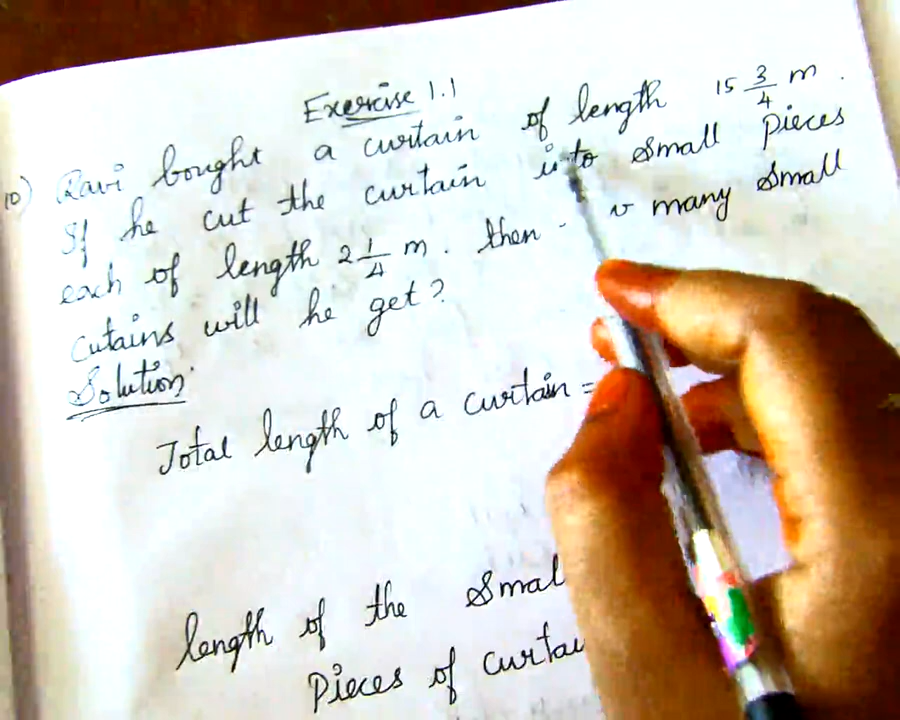 Exercise 1.1
10) Ravi bought a curtain of length 15 3/4 m.
If he cut the curtain into small pieces
each of length 2 1/4 m. then many small
cutains will he get?
Solution:
Total length of a curtain =
length of the Smal
Pieces of curtai